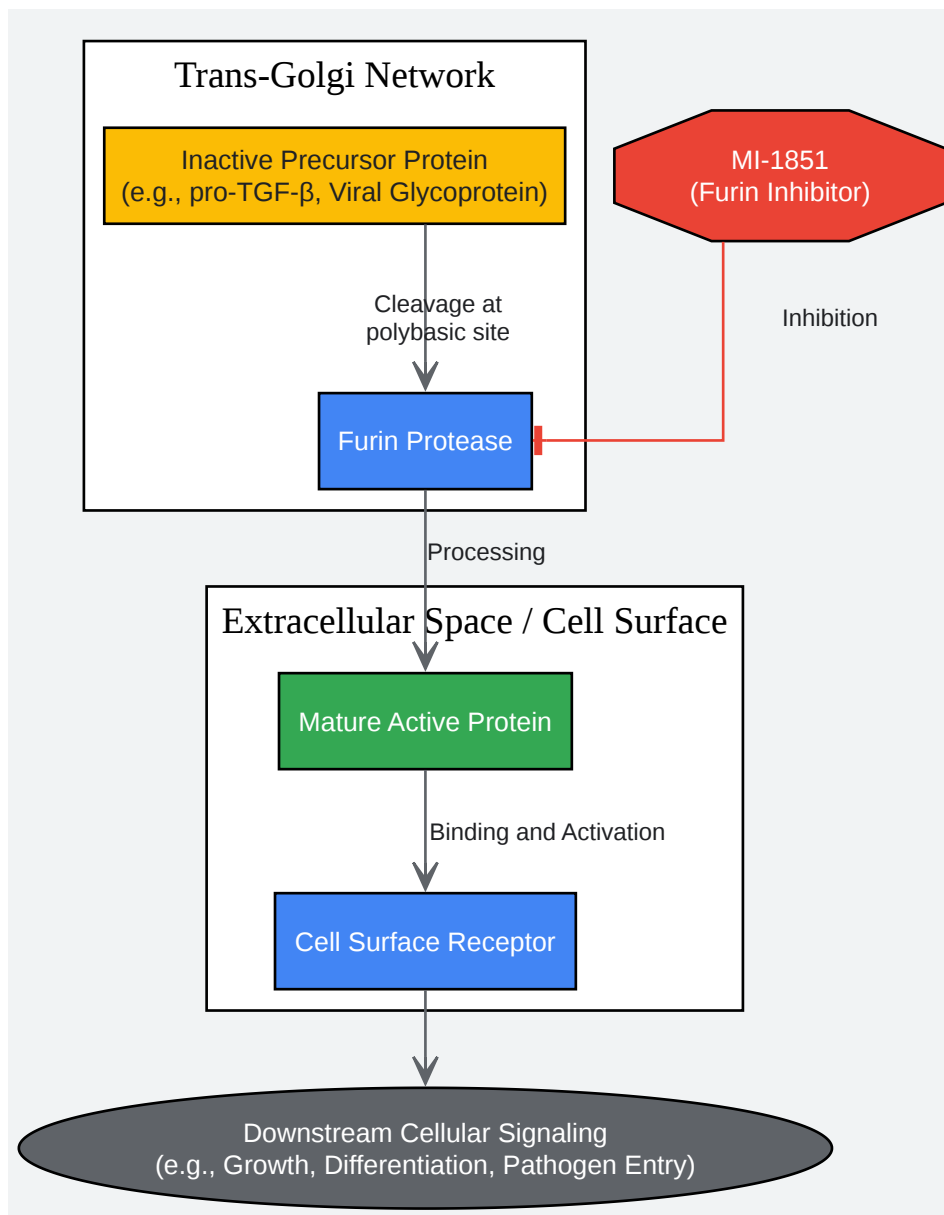 Trans-Golgi Network
Inactive Precursor Protein
(e.g., pro-TGF-β, Viral Glycoprotein)
MI-1851
(Furin Inhibitor)
Cleavage at
polybasic site
Inhibition
Furin Protease
Processing
Extracellular Space / Cell Surface
Mature Active Protein
Binding and Activation
Cell Surface Receptor
Downstream Cellular Signaling
(e.g., Growth, Differentiation, Pathogen Entry)